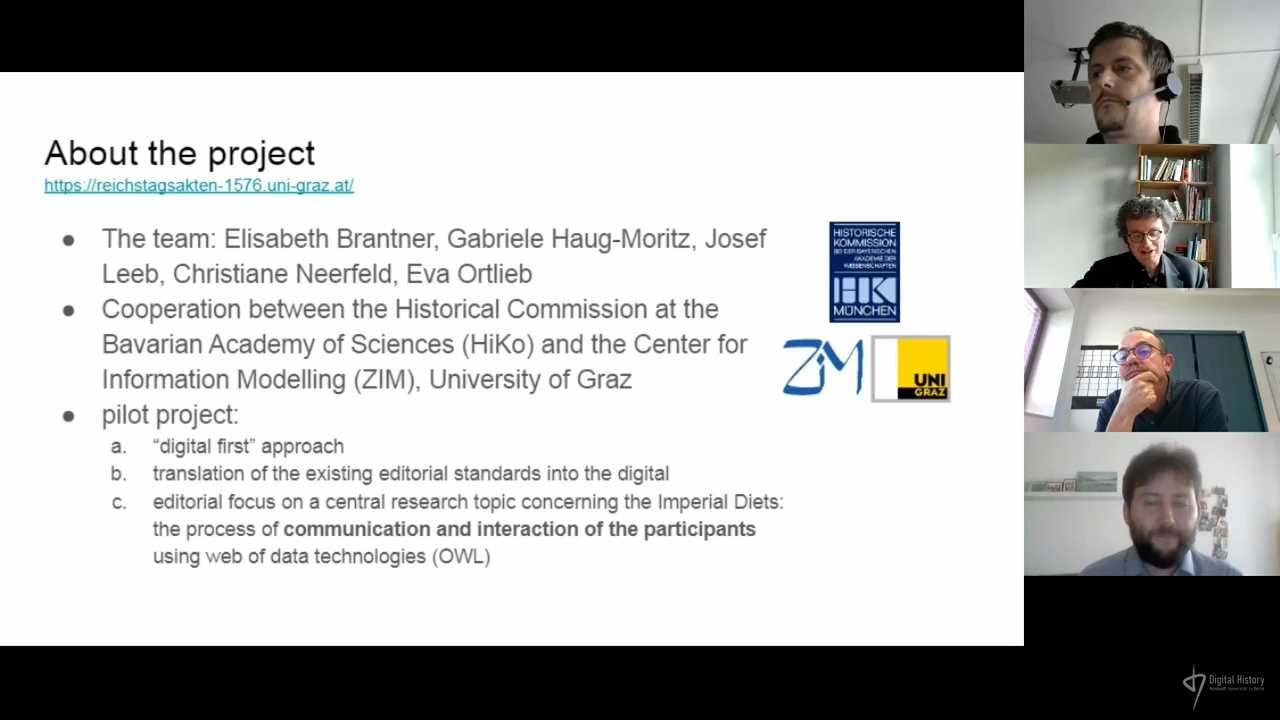 About the project
https://reichstagsakten-1576.uni-graz.at/
● The team: Elisabeth Brantner, Gabriele Haug-Moritz, Josef
Leeb, Christiane Neerfeld, Eva Ortlieb
● Cooperation between the Historical Commission at the
Bavarian Academy of Sciences (HiKo) and the Center for
Information Modelling (ZIM), University of Graz
● pilot project:
a. “digital first” approach
b. translation of the existing editorial standards into the digital
c. editorial focus on a central research topic concerning the Imperial Diets:
the process of communication and interaction of the participants
using web of data technologies (OWL)
HISTORISCHE
KOMMISSION
BEI DER BAYERISCHEN
AKADEMIE DER
WISSENSCHAFTEN
HK
MÜNCHEN
ZIM
UNI
GRAZ
Digital History
Humboldt-Universität zu Berlin